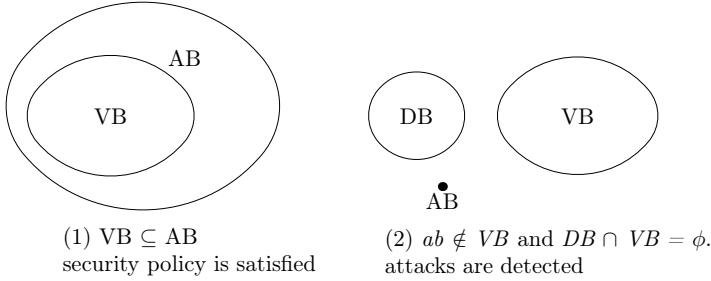 AB
VB
DB
VB
AB
(1) VB ⊆ AB
security policy is satisfied
(2) ab ∉ VB and DB ∩ VB = ϕ.
attacks are detected